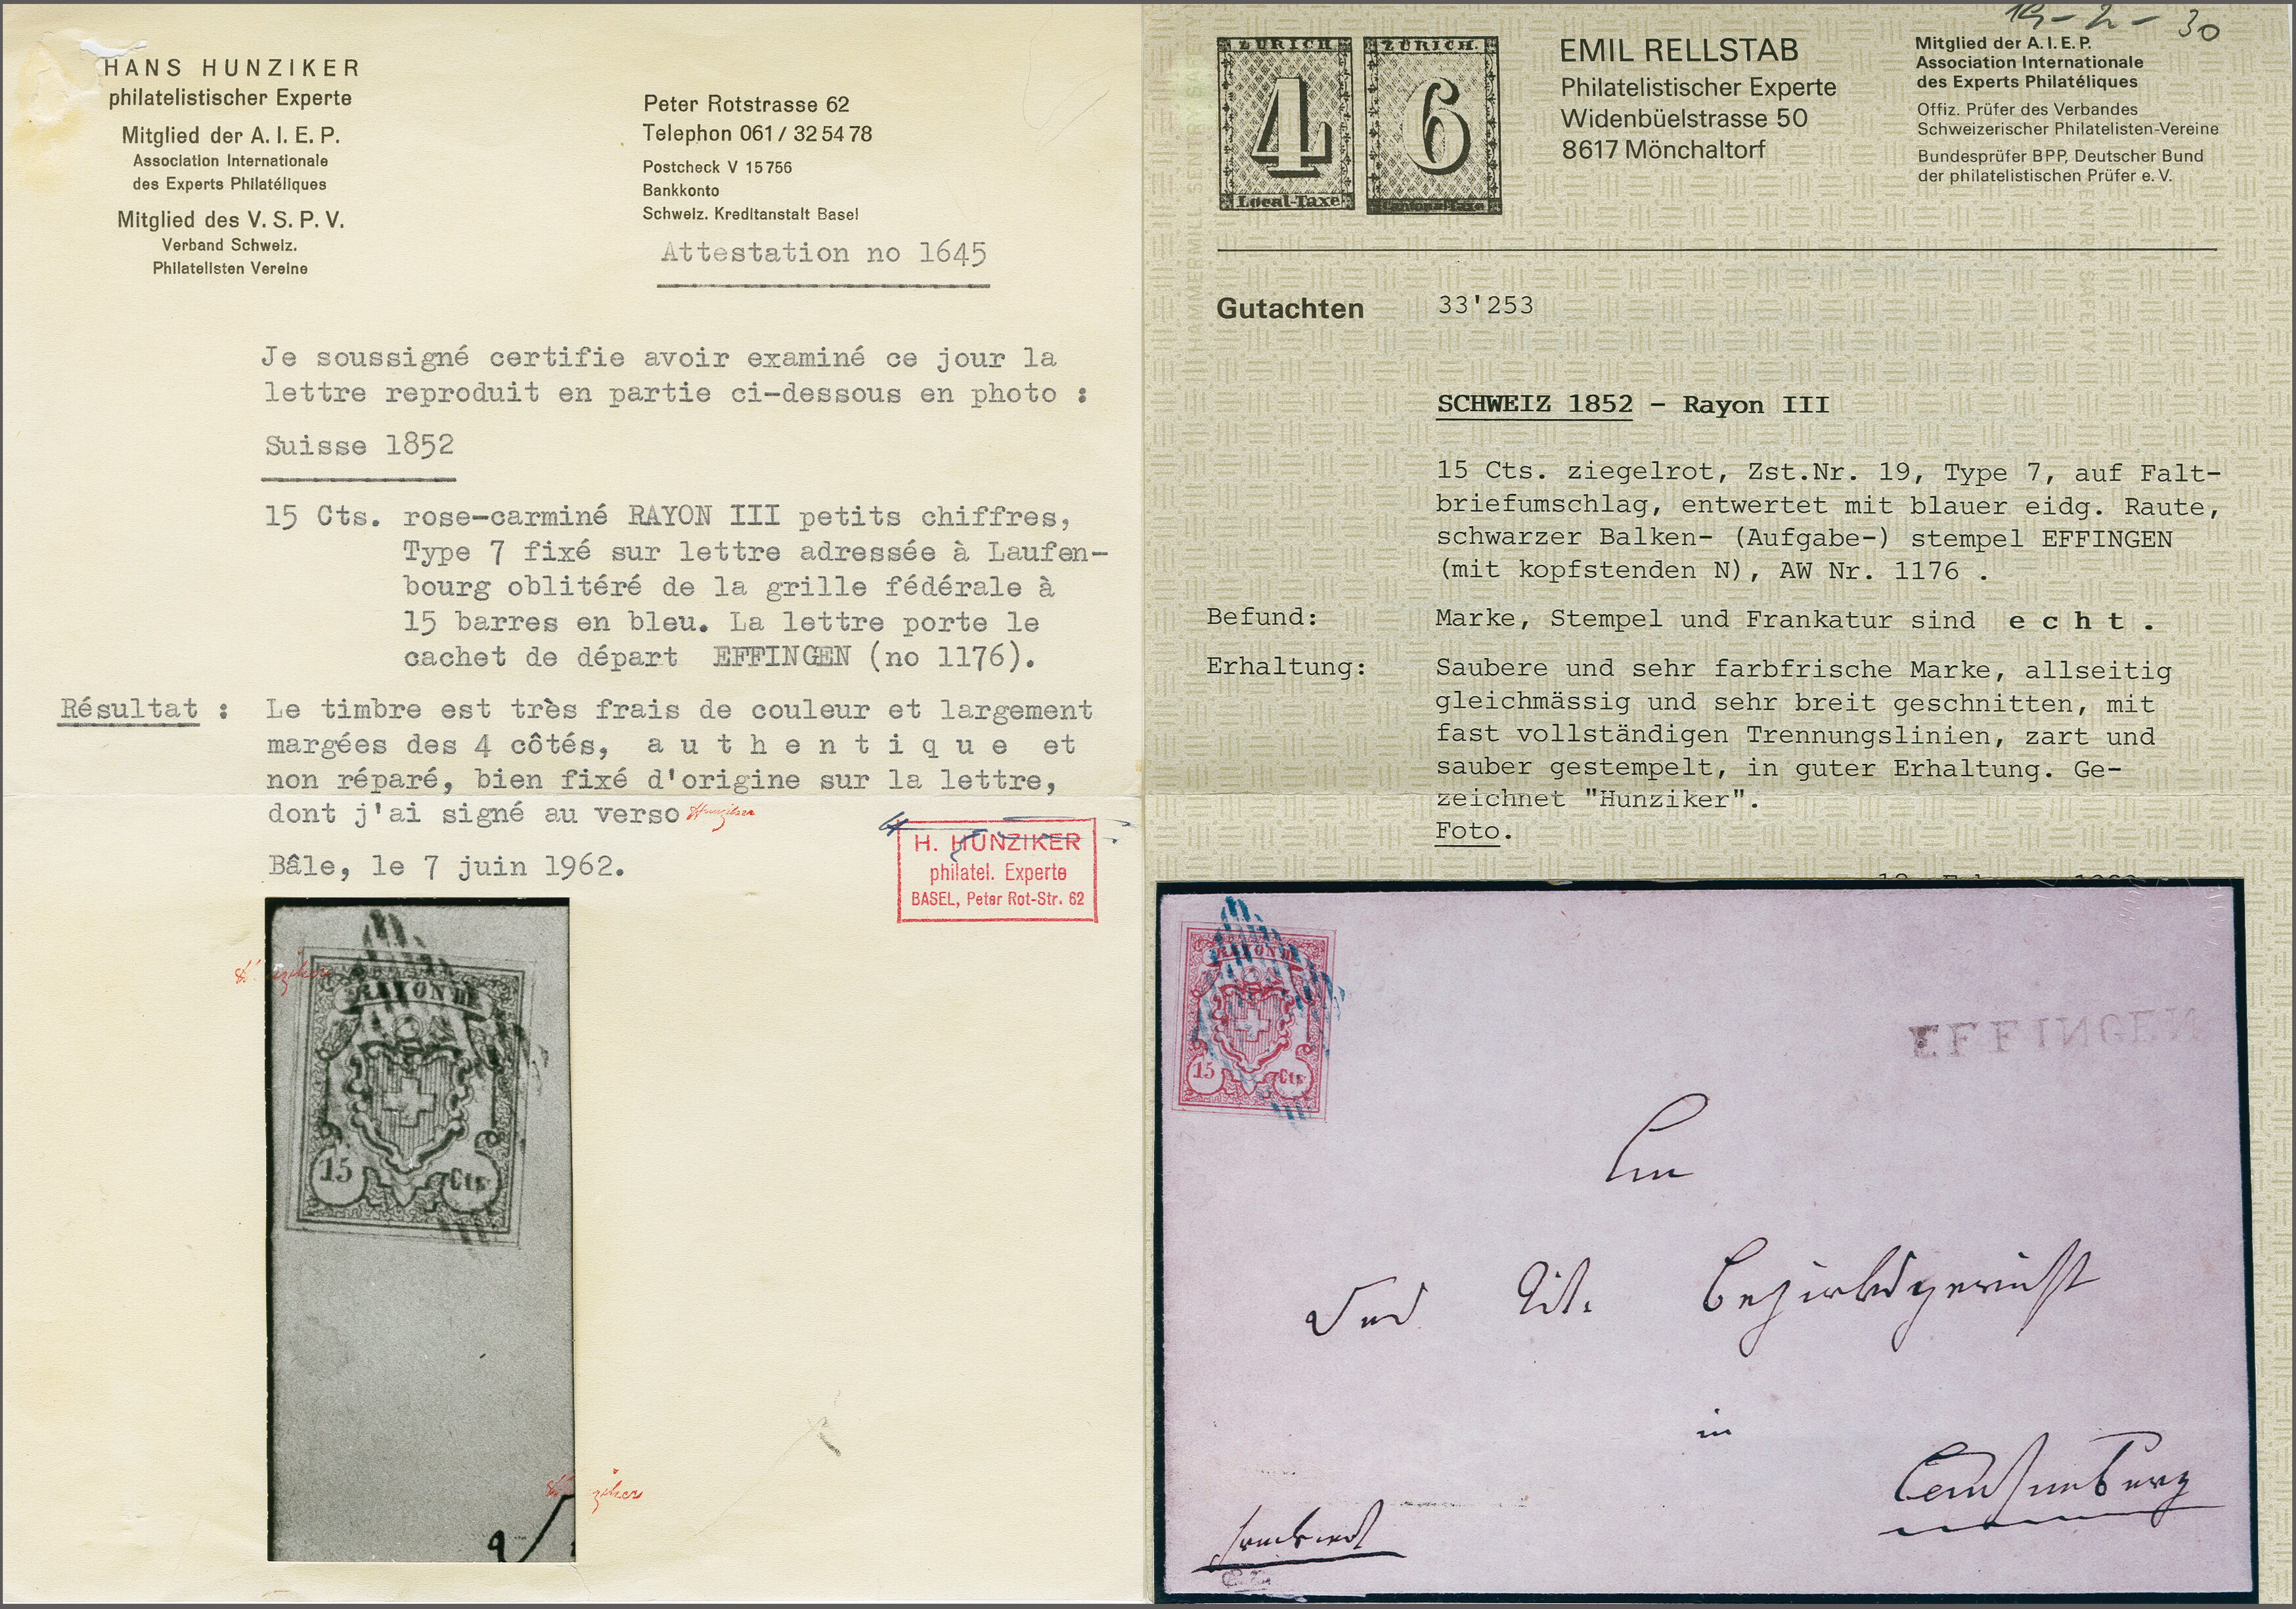 HANS HUNZIKER
philatelistischer Experte
Mitglied der A. I. E. P.
Association Internationale
des Experts Philatéliques
Mitglied des V. S. P. V.
Verband Schweiz.
Philatelisten Vereine
Peter Rotstrasse 62
Telephon 061 / 32 54 78
Postcheck V 15756
Bankkonto
Schweiz. Kreditanstalt Basel
Attestation no 1645
Je soussigné certifie avoir examiné ce jour la
lettre reproduit en partie ci-dessous en photo :
Suisse 1852
15 Cts. rose-carminé RAYON III petits chiffres,
Type 7 fixé sur lettre adressée à Laufen-
bourg oblitéré de la grille fédérale à
15 barres en bleu. La lettre porte le
cachet de départ EFFINGEN (no 1176).
Résultat : Le timbre est très frais de couleur et largement
margées des 4 côtés, a u t h e n t i q u e et
non réparé, bien fixé d'origine sur la lettre,
dont j'ai signé au verso Hunziker
Bâle, le 7 juin 1962.
H. HUNZIKER
philatel. Experte
BASEL, Peter Rot-Str. 62
RAYON III
15 Cts
ZÜRICH.
4
Local-Taxe
ZÜRICH.
6
Cantonal-Taxe
EMIL RELLSTAB
Philatelistischer Experte
Widenbüelstrasse 50
8617 Mönchaltorf
Mitglied der A.I.E.P.
Association Internationale
des Experts Philatéliques
Offiz. Prüfer des Verbandes
Schweizerischer Philatelisten-Vereine
Bundesprüfer BPP, Deutscher Bund
der philatelistischen Prüfer e. V.
Gutachten 33'253
SCHWEIZ 1852 - Rayon III
15 Cts. ziegelrot, Zst.Nr. 19, Type 7, auf Falt-
briefumschlag, entwertet mit blauer eidg. Raute,
schwarzer Balken- (Aufgabe-) stempel EFFINGEN
(mit kopfstenden N), AW Nr. 1176 .
Befund: Marke, Stempel und Frankatur sind e c h t .
Erhaltung: Saubere und sehr farbfrische Marke, allseitig
gleichmässig und sehr breit geschnitten, mit
fast vollständigen Trennungslinien, zart und
sauber gestempelt, in guter Erhaltung. Ge-
zeichnet "Hunziker".
Foto.
RAYON III
15 Cts
EFFINGEN
Bezirksgericht
in